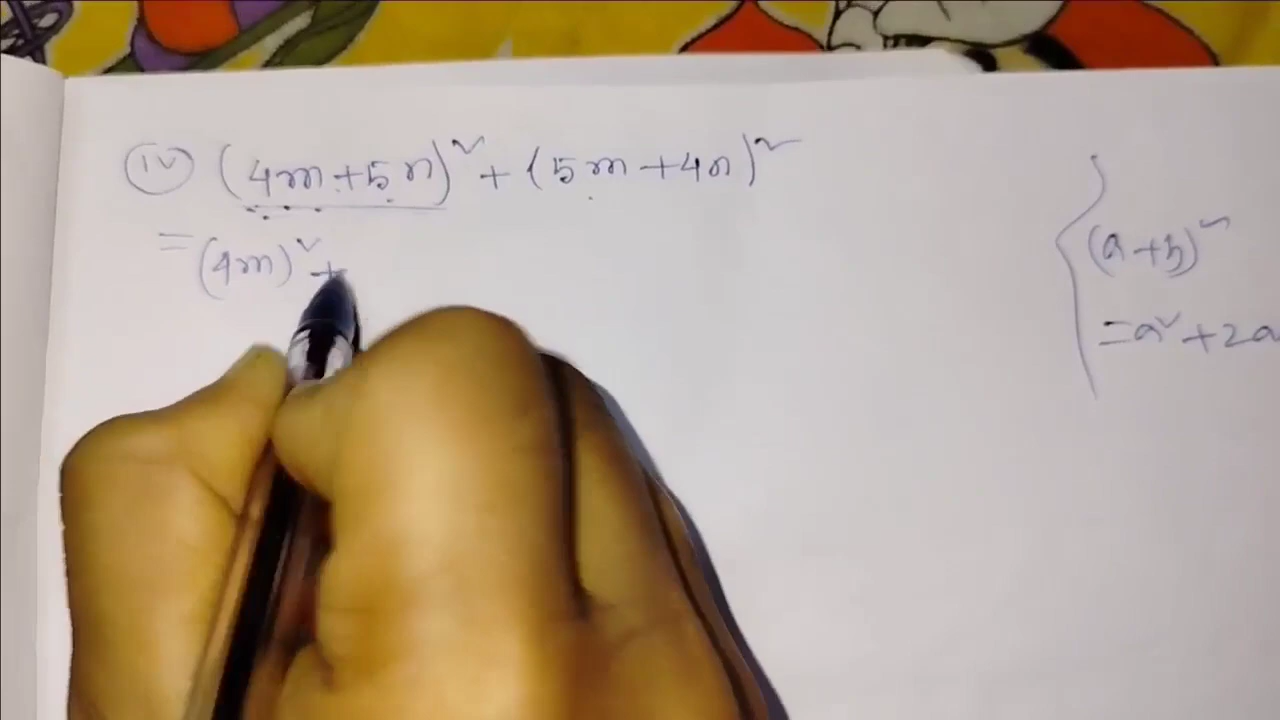 (iv) (4m+5n)² + (5m+4n)²
= (4m)² +
(a+b)²
= a² + 2a